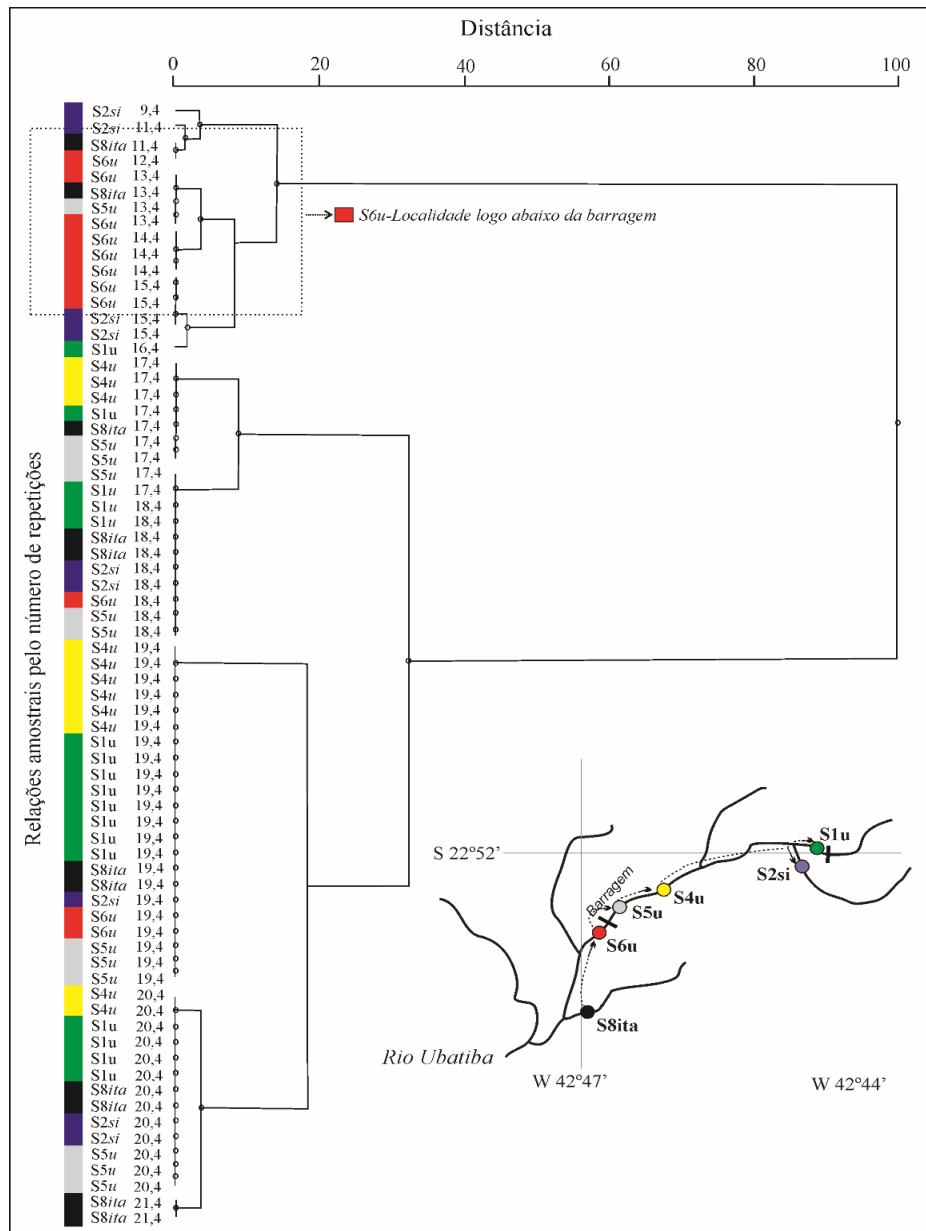 Distância
0 20 40 60 80 100
Relações amostrais pelo número de repetições
S2si 9,4
S2si 11,4
S8ita 11,4
S6u 12,4
S6u 13,4
S8ita 13,4
S5u 13,4
S6u 13,4
S6u 14,4
S6u 14,4
S6u 14,4
S6u 15,4
S6u 15,4
S2si 15,4
S2si 15,4
S1u 16,4
S4u 17,4
S4u 17,4
S4u 17,4
S1u 17,4
S8ita 17,4
S5u 17,4
S5u 17,4
S5u 17,4
S1u 17,4
S1u 18,4
S1u 18,4
S8ita 18,4
S8ita 18,4
S2si 18,4
S2si 18,4
S6u 18,4
S5u 18,4
S5u 18,4
S4u 19,4
S4u 19,4
S4u 19,4
S4u 19,4
S4u 19,4
S4u 19,4
S1u 19,4
S1u 19,4
S1u 19,4
S1u 19,4
S1u 19,4
S1u 19,4
S1u 19,4
S1u 19,4
S8ita 19,4
S8ita 19,4
S2si 19,4
S6u 19,4
S6u 19,4
S5u 19,4
S5u 19,4
S5u 19,4
S4u 20,4
S4u 20,4
S1u 20,4
S1u 20,4
S1u 20,4
S1u 20,4
S8ita 20,4
S8ita 20,4
S2si 20,4
S2si 20,4
S5u 20,4
S5u 20,4
S5u 20,4
S8ita 21,4
S8ita 21,4
S6u-Localidade logo abaixo da barragem
S 22°52’
S1u
S2si
S4u
Barragem
S5u
S6u
S8ita
Rio Ubatiba
W 42°47’
W 42°44’